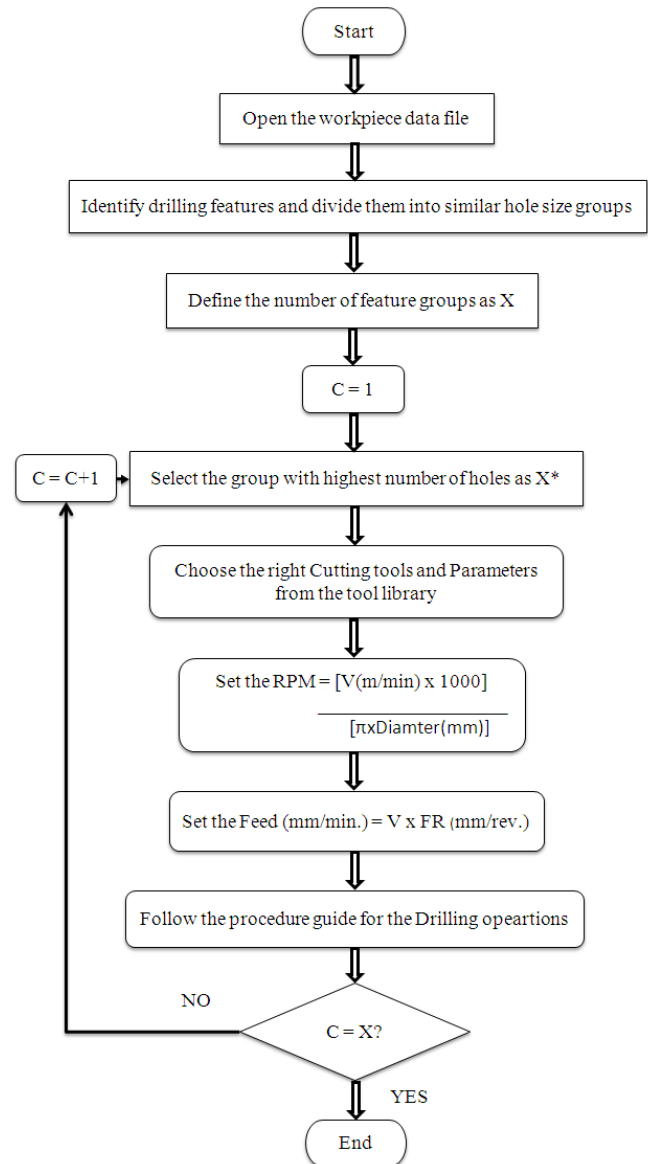 Start
Open the workpiece data file
Identify drilling features and divide them into similar hole size groups
Define the number of feature groups as X
C = 1
C = C+1
Select the group with highest number of holes as X*
Choose the right Cutting tools and Parameters
from the tool library
Set the RPM = [V(m/min) x 1000]
[πxDiamter(mm)]
Set the Feed (mm/min.) = V x FR (mm/rev.)
Follow the procedure guide for the Drilling opeartions
NO
C = X?
YES
End